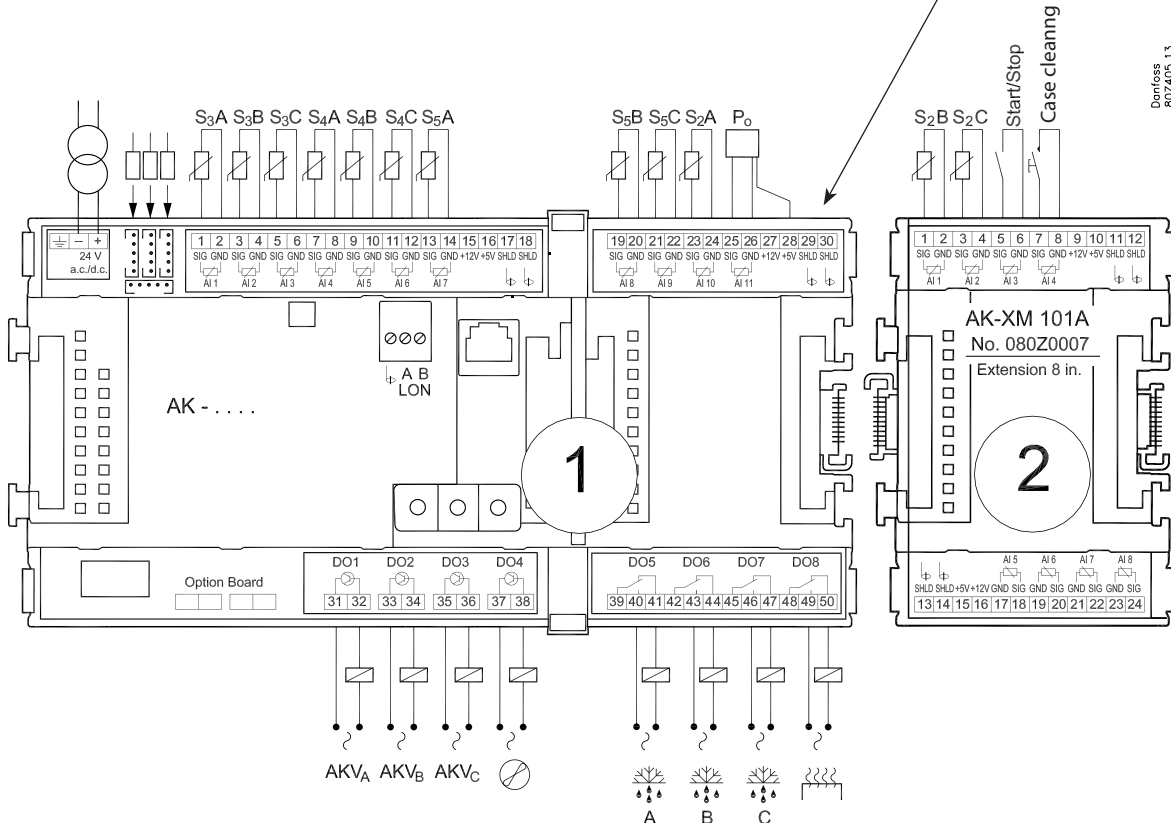 Danfoss
80Z405_13
S3A S3B S3C S4A S4B S4C S5A
S5B S5C S2A P0
S2B S2C Start/Stop Case cleanng
– +
24 V
a.c./d.c.
1 2 3 4 5 6 7 8 9 10 11 12 13 14 15 16 17 18
SIG GND SIG GND SIG GND SIG GND SIG GND SIG GND SIG GND +12V +5V SHLD SHLD
AI 1 AI 2 AI 3 AI 4 AI 5 AI 6 AI 7
19 20 21 22 23 24 25 26 27 28 29 30
SIG GND SIG GND SIG GND SIG GND +12V +5V SHLD SHLD
AI 8 AI 9 AI 10 AI 11
1 2 3 4 5 6 7 8 9 10 11 12
SIG GND SIG GND SIG GND SIG GND +12V +5V SHLD SHLD
AI 1 AI 2 AI 3 AI 4
A B
LON
AK - . . . .
1
AK-XM 101A
No. 080Z0007
Extension 8 in.
2
Option Board
DO1 DO2 DO3 DO4
31 32 33 34 35 36 37 38
DO5 DO6 DO7 DO8
39 40 41 42 43 44 45 46 47 48 49 50
AI 5 AI 6 AI 7 AI 8
SHLD SHLD +5V +12V GND SIG GND SIG GND SIG GND SIG
13 14 15 16 17 18 19 20 21 22 23 24
AKVA AKVB AKVC
A B C